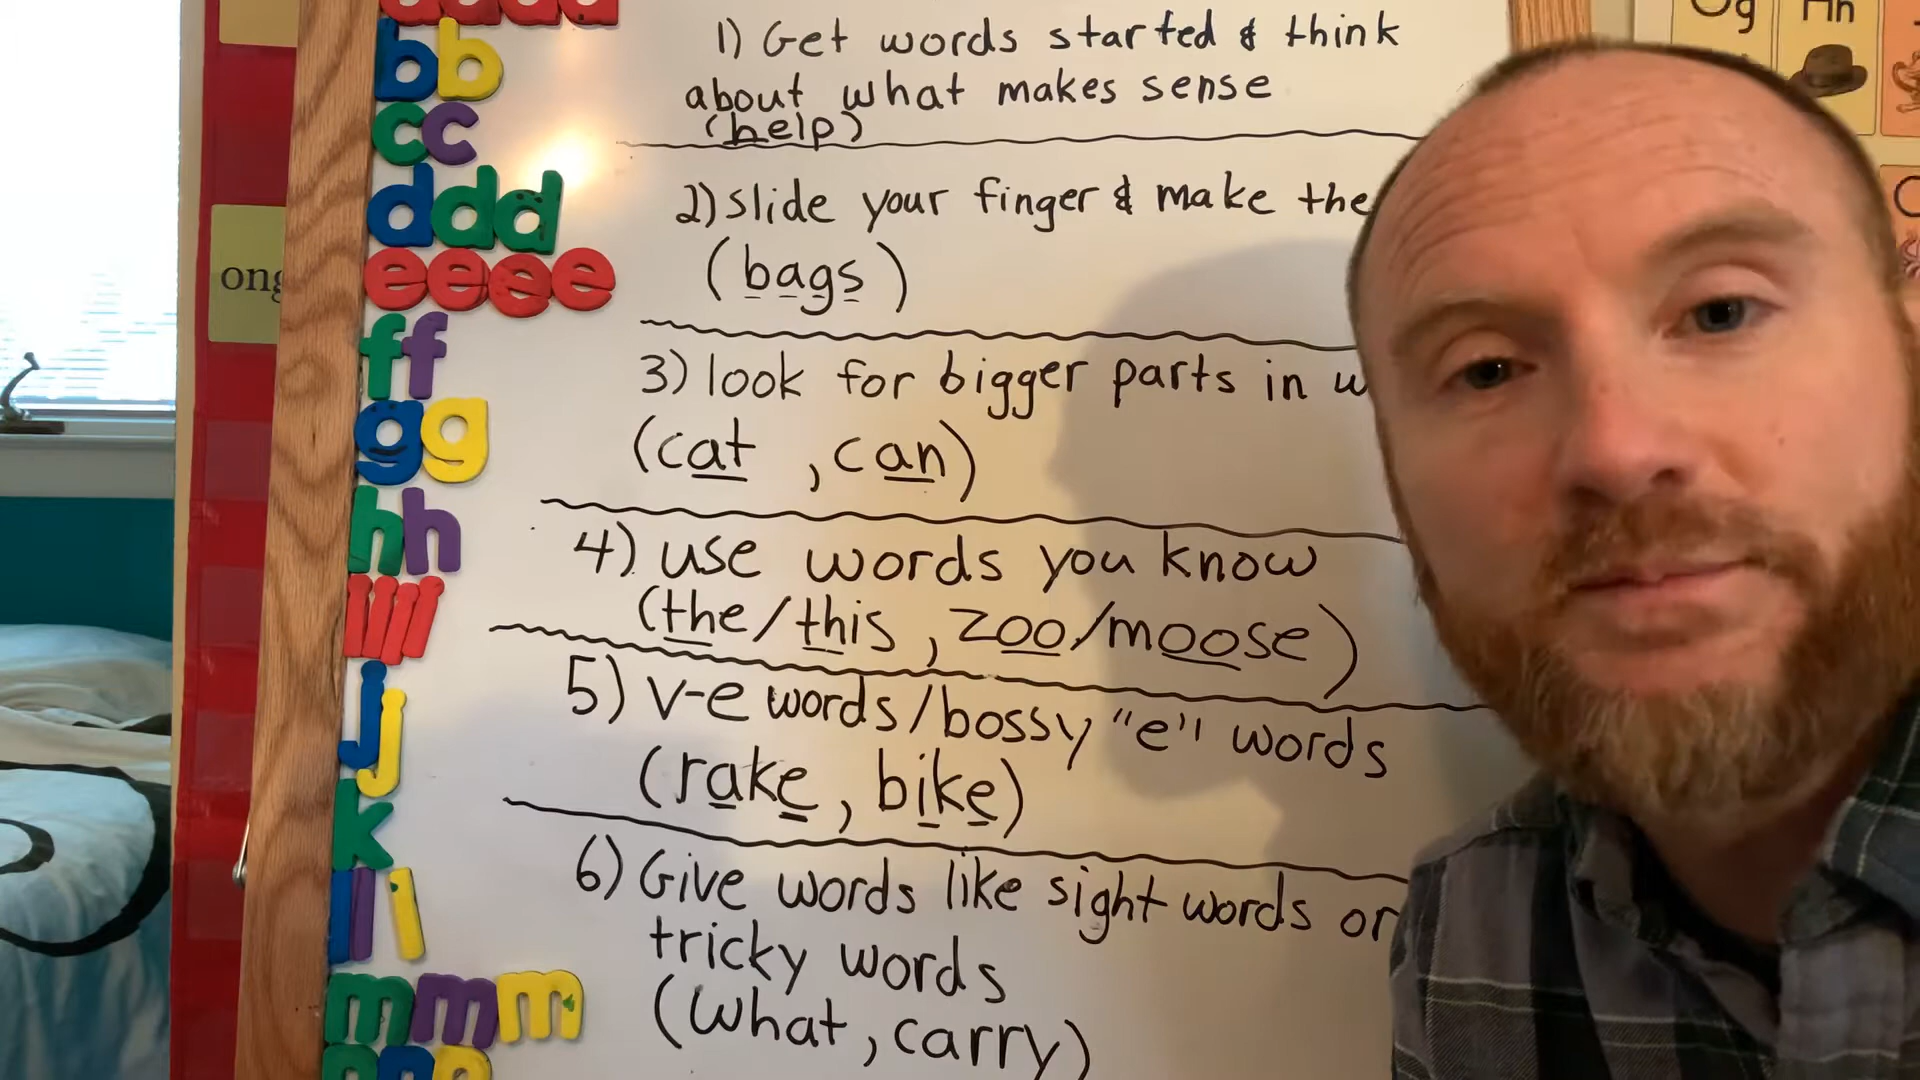 1) Get words started & think
about what makes sense
(help)
2) slide your finger & make the
(bags)
3) look for bigger parts in w
(cat , can)
4) use words you know
(the/this , zoo/moose)
5) v-e words/bossy "e" words
(rake , bike)
6) Give words like sight words or
tricky words
(what, carry)
bb
cc
ddd
eeee
ff
gg
hh
iiii
jj
k
lll
mmm
ong
Gg
Hh